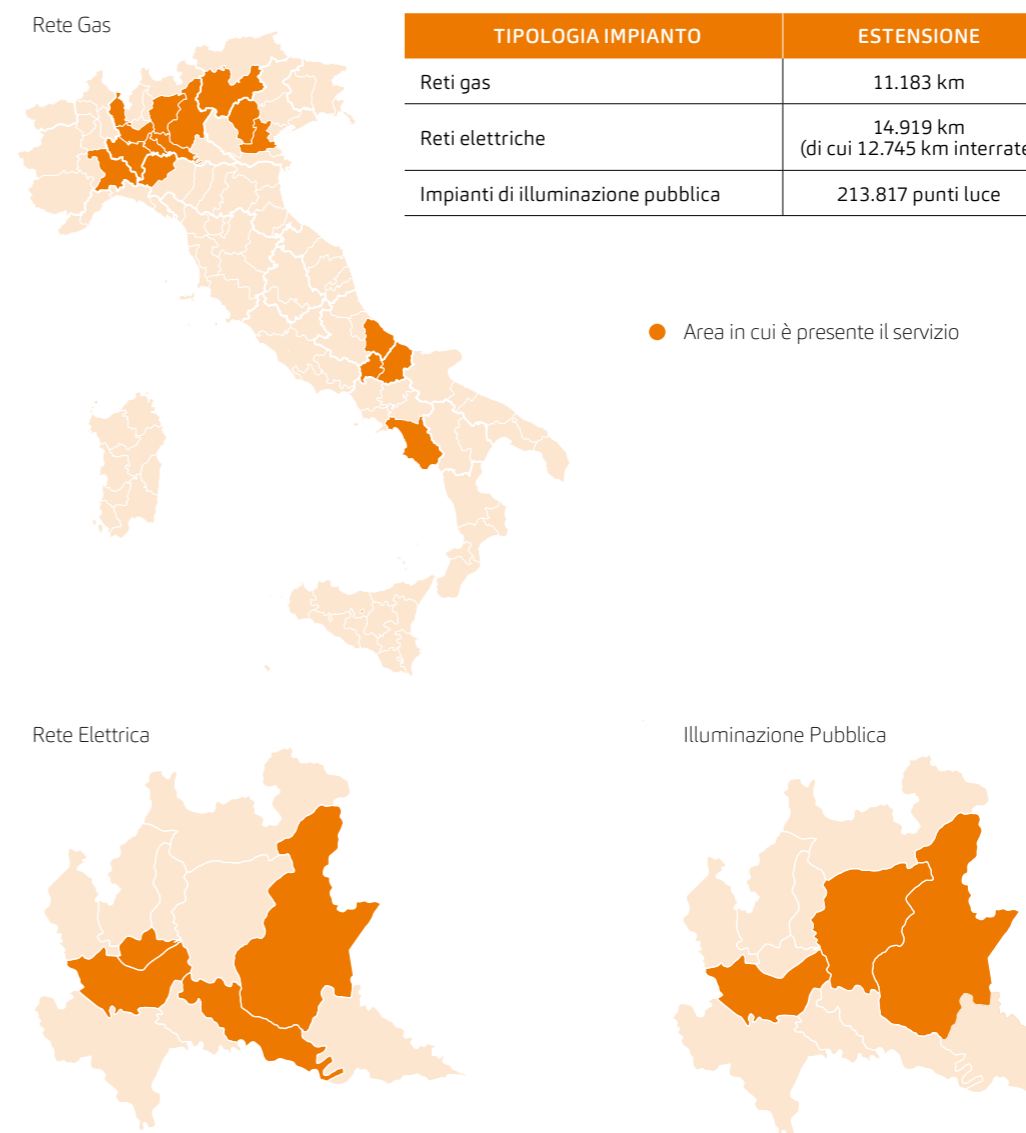 Rete Gas
TIPOLOGIA IMPIANTO
ESTENSIONE
Reti gas
11.183 km
Reti elettriche
14.919 km
(di cui 12.745 km interrate
Impianti di illuminazione pubblica
213.817 punti luce
Area in cui è presente il servizio
Rete Elettrica
Illuminazione Pubblica